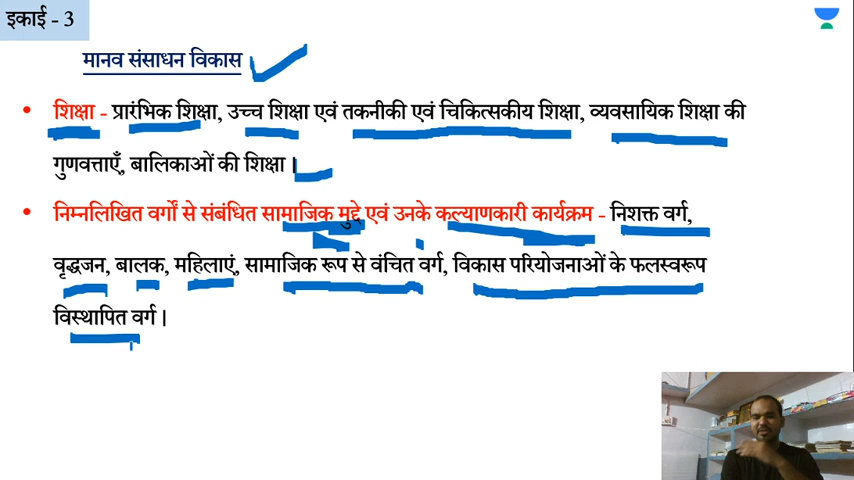 इकाई - 3
मानव संसाधन विकास
• शिक्षा - प्रारंभिक शिक्षा, उच्च शिक्षा एवं तकनीकी एवं चिकित्सकीय शिक्षा, व्यवसायिक शिक्षा की
गुणवत्ताएँ, बालिकाओं की शिक्षा।
• निम्नलिखित वर्गों से संबंधित सामाजिक मुद्दे एवं उनके कल्याणकारी कार्यक्रम - निशक्त वर्ग,
वृद्धजन, बालक, महिलाएं, सामाजिक रूप से वंचित वर्ग, विकास परियोजनाओं के फलस्वरूप
विस्थापित वर्ग।